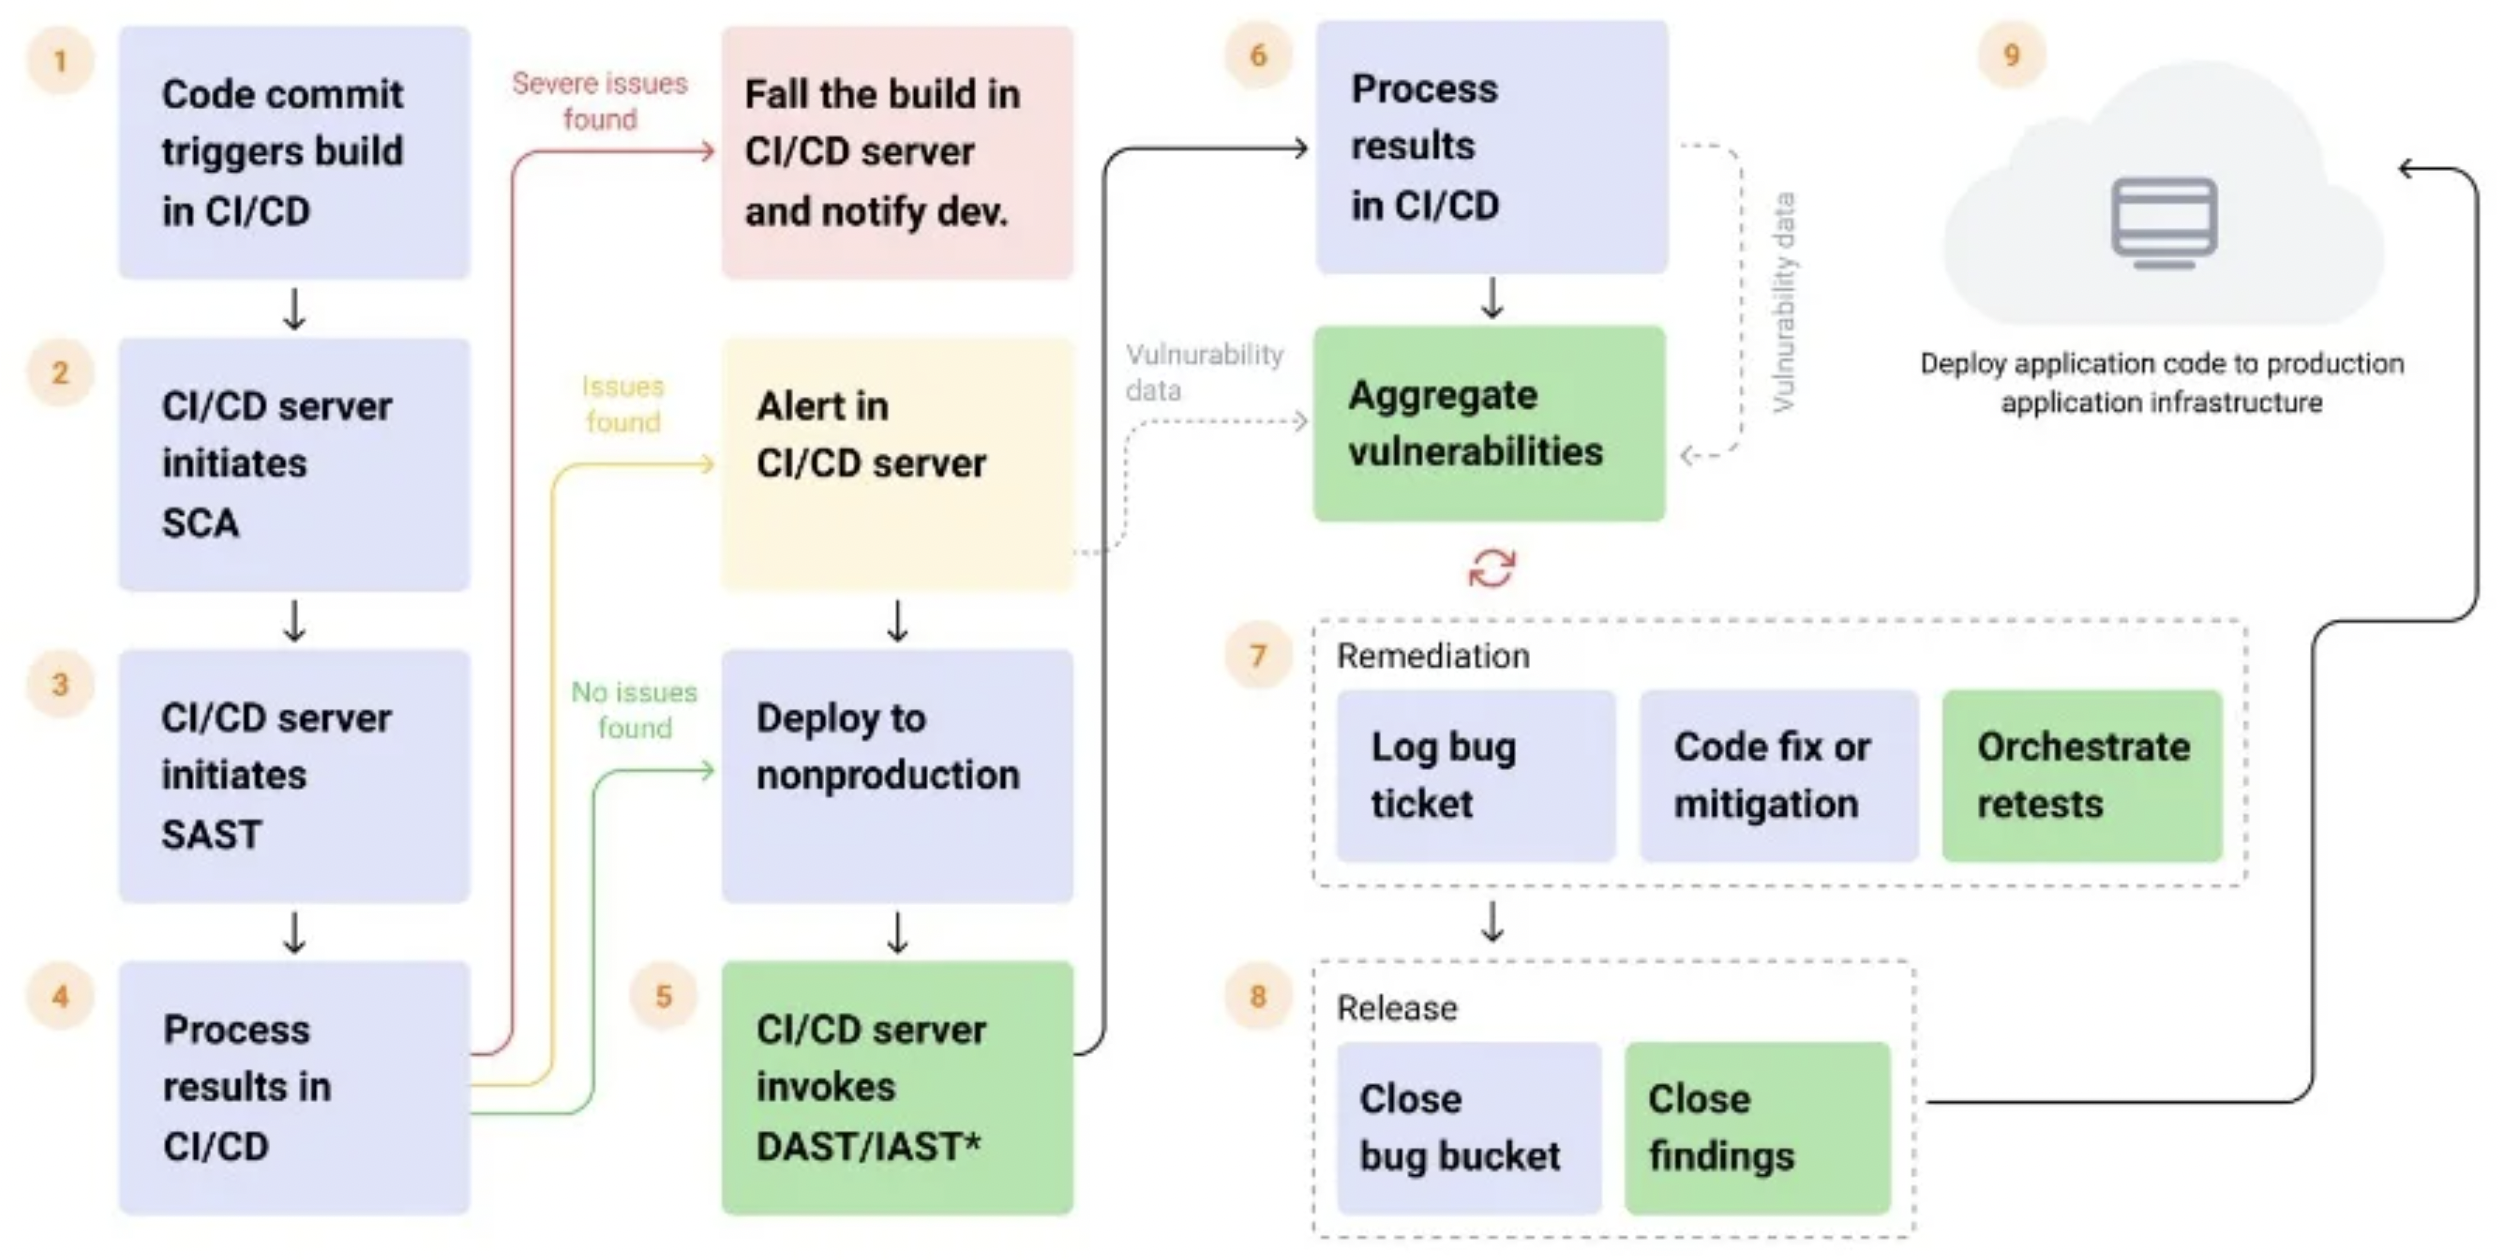 1
Code commit
triggers build
in CI/CD
2
CI/CD server
initiates
SCA
3
CI/CD server
initiates
SAST
4
Process
results in
CI/CD
Severe issues
found
Fall the build in
CI/CD server
and notify dev.
Issues
found
Alert in
CI/CD server
No issues
found
Deploy to
nonproduction
5
CI/CD server
invokes
DAST/IAST*
6
Process
results
in CI/CD
Vulnurability
data
Vulnurability data
Aggregate
vulnerabilities
7
Remediation
Log bug
ticket
Code fix or
mitigation
Orchestrate
retests
8
Release
Close
bug bucket
Close
findings
9
Deploy application code to production
application infrastructure